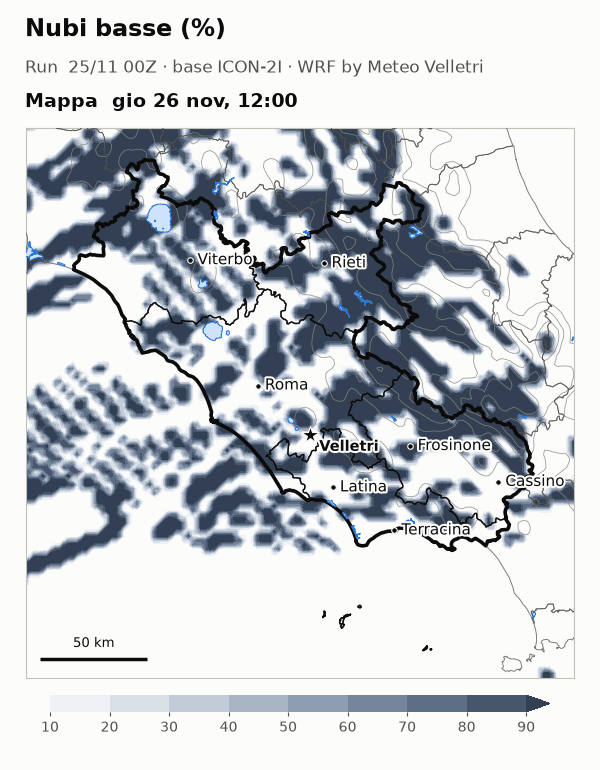 Nubi basse (%)
Run  25/11 00Z · base ICON-2I · WRF by Meteo Velletri
Mappa  gio 26 nov, 12:00
Viterbo
Rieti
Roma
Velletri
Frosinone
Latina
Cassino
Terracina
50 km
10 20 30 40 50 60 70 80 90